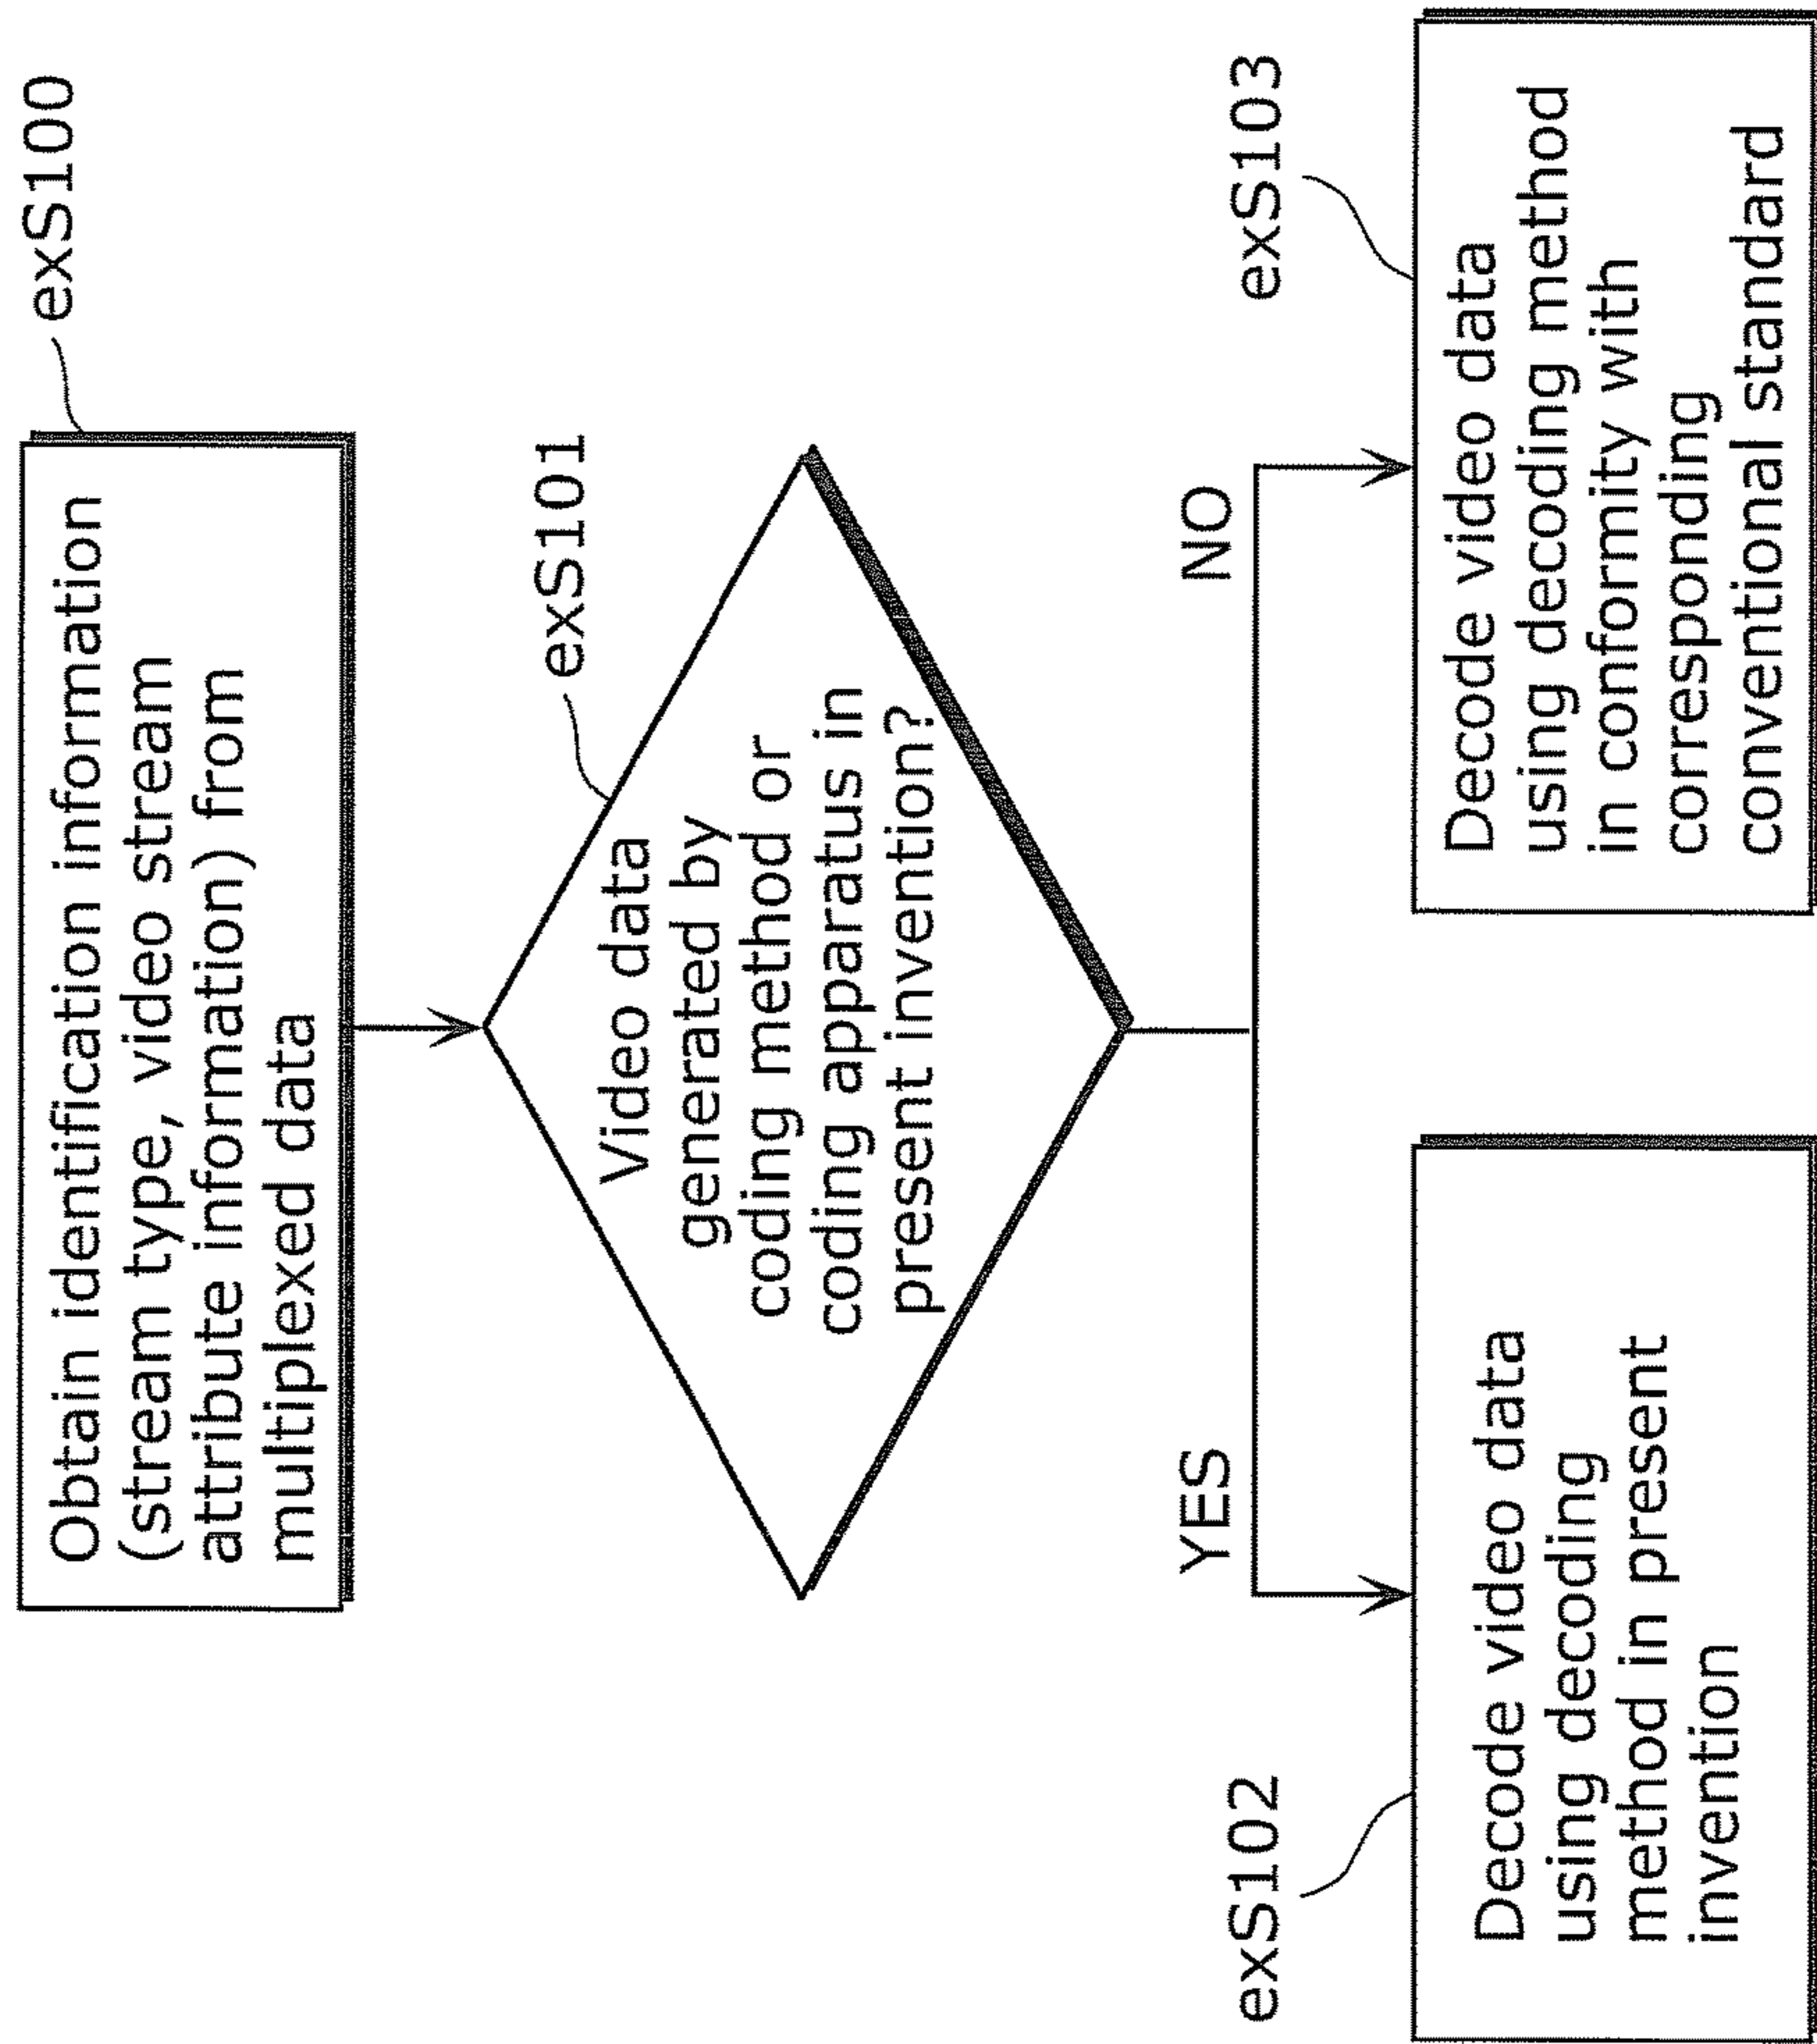 exS100
Obtain identification information
(stream type, video stream
attribute information) from
multiplexed data
exS101
Video data
generated by
coding method or
coding apparatus in
present invention?
YES
NO
exS102
Decode video data
using decoding
method in present
invention
exS103
Decode video data
using decoding method
in conformity with
corresponding
conventional standard